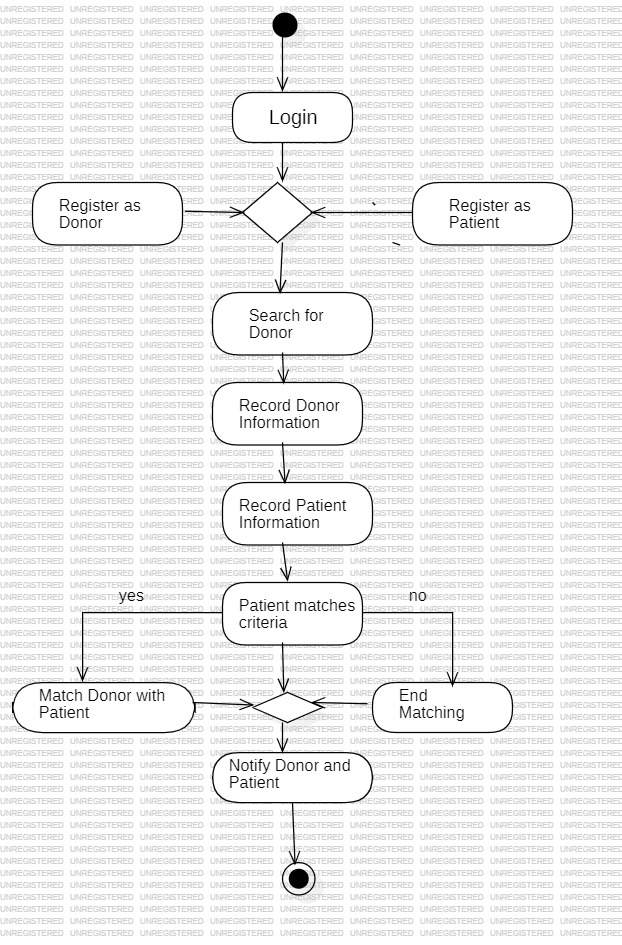 Login
Register as
Donor
Register as
Patient
Search for
Donor
Record Donor
Information
Record Patient
Information
yes
no
Patient matches
criteria
Match Donor with
Patient
End
Matching
Notify Donor and
Patient
UNREGISTERED